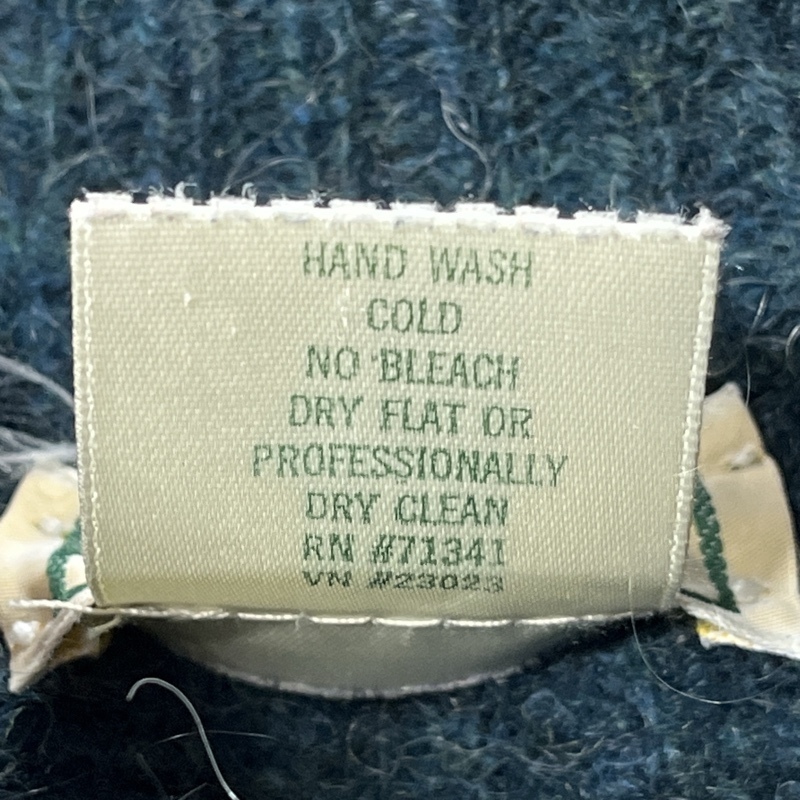 HAND WASH
COLD
NO BLEACH
DRY FLAT OR
PROFESSIONALLY
DRY CLEAN
RN #71341
VN #23023